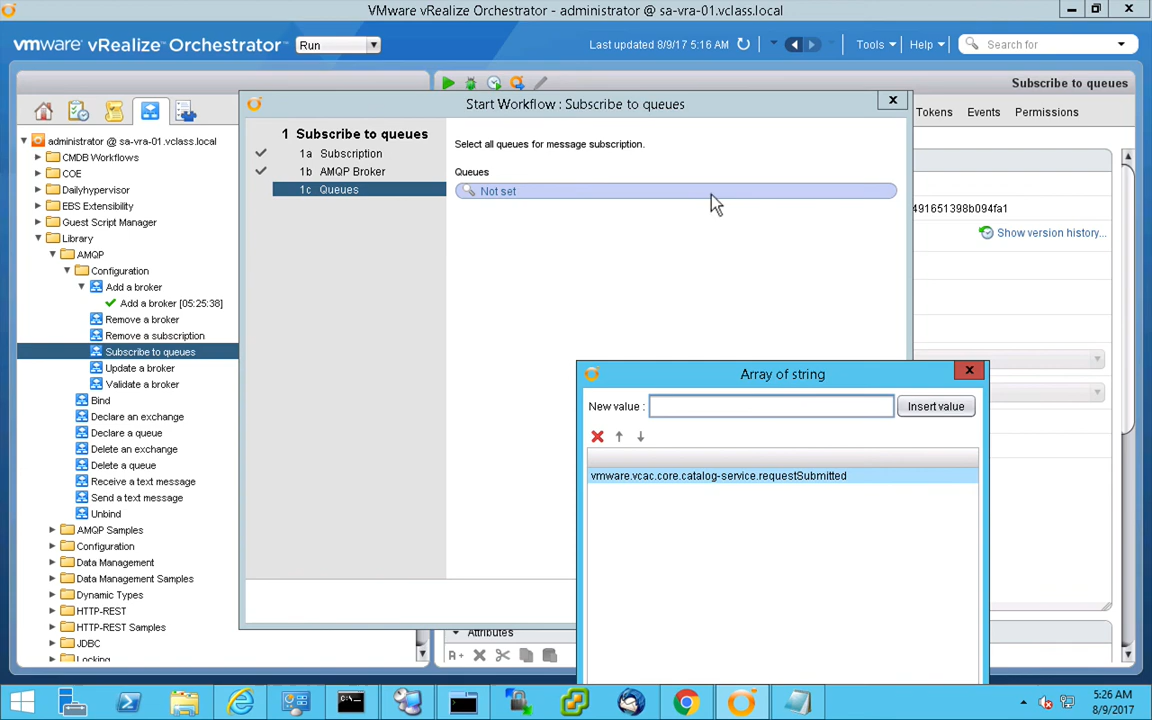 VMware vRealize Orchestrator - administrator @ sa-vra-01.vclass.local
vmware vRealize Orchestrator™
Run
Last updated 8/9/17 5:16 AM
Tools
Help
Search for
Subscribe to queues
Start Workflow : Subscribe to queues
Tokens
Events
Permissions
administrator @ sa-vra-01.vclass.local
CMDB Workflows
COE
Dailyhypervisor
EBS Extensibility
Guest Script Manager
Library
AMQP
Configuration
Add a broker
Add a broker [05:25:38]
Remove a broker
Remove a subscription
Subscribe to queues
Update a broker
Validate a broker
Bind
Declare an exchange
Declare a queue
Delete an exchange
Delete a queue
Receive a text message
Send a text message
Unbind
AMQP Samples
Configuration
Data Management
Data Management Samples
Dynamic Types
HTTP-REST
HTTP-REST Samples
JDBC
Locking
1 Subscribe to queues
1a Subscription
1b AMQP Broker
1c Queues
Select all queues for message subscription.
Queues
Not set
491651398b094fa1
Show version history...
Array of string
New value :
Insert value
vmware.vcac.core.catalog-service.requestSubmitted
Attributes
5:26 AM
8/9/2017